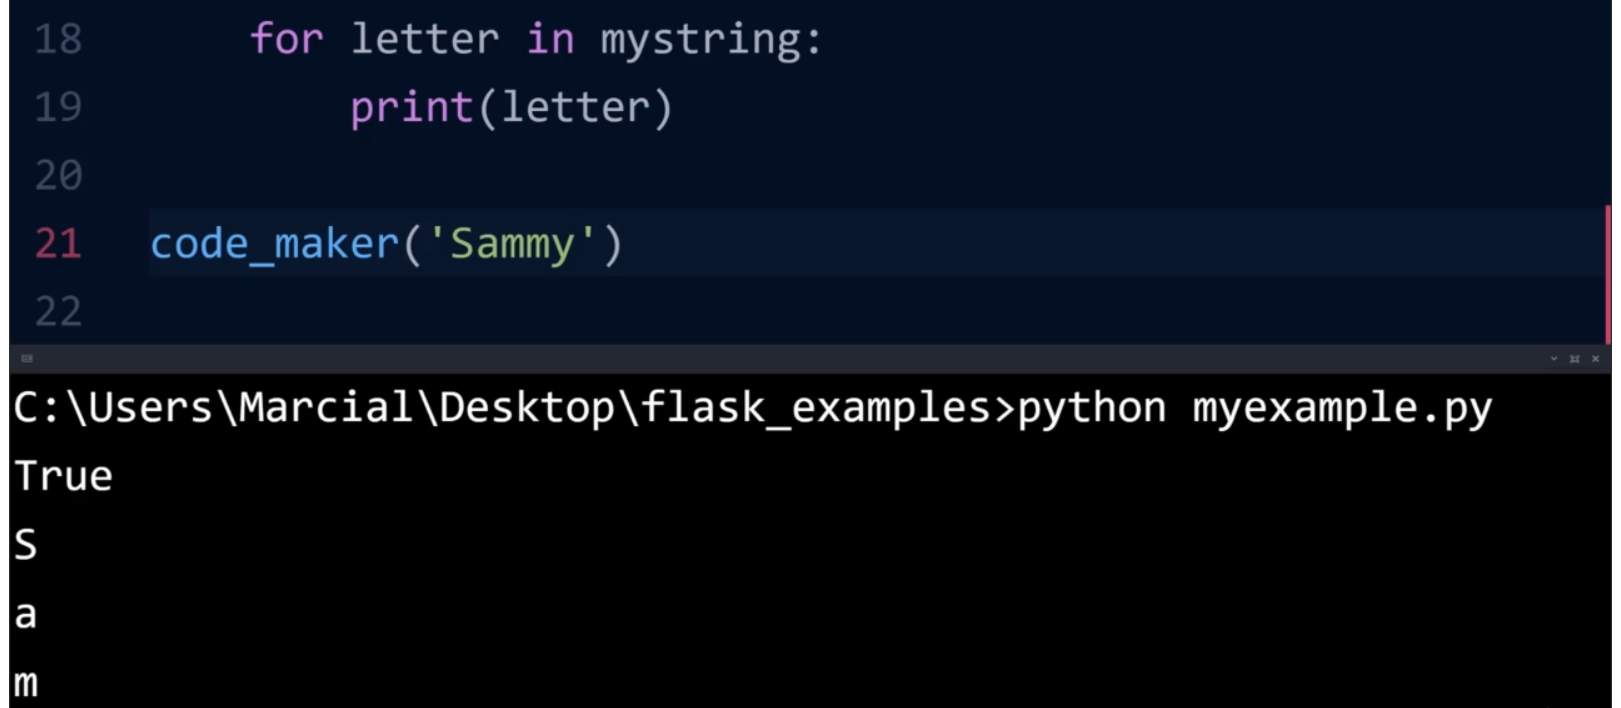 18 for letter in mystring:
19 print(letter)
20
21 code_maker('Sammy')
22
C:\Users\Marcial\Desktop\flask_examples>python myexample.py
True
S
a
m